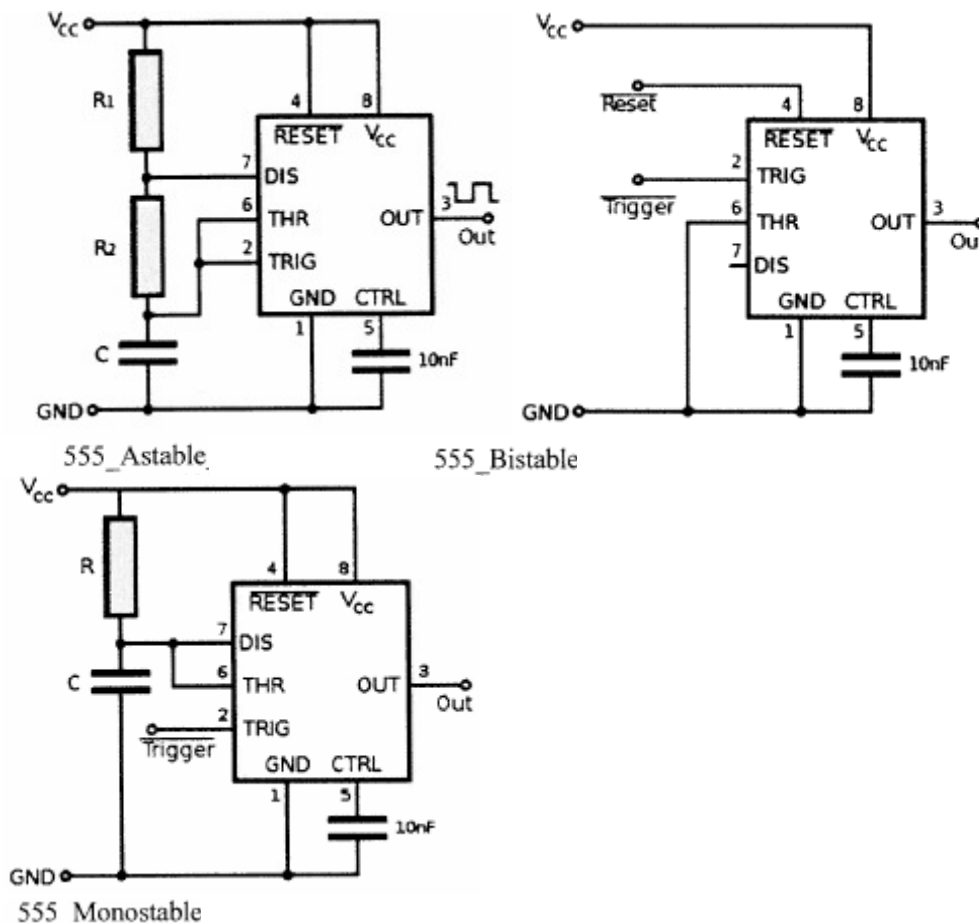 VCC
R1
4
8
RESET
VCC
7
DIS
6
THR
R2
2
TRIG
OUT
3
Out
GND
CTRL
1
5
C
10nF
GND
555_Astable
VCC
Reset
4
8
RESET
VCC
2
TRIG
Trigger
6
THR
OUT
3
Out
7
DIS
GND
CTRL
1
5
10nF
GND
555_Bistable
VCC
R
4
8
RESET
VCC
7
DIS
C
6
THR
OUT
3
Out
2
TRIG
Trigger
GND
CTRL
1
5
10nF
GND
555_Monostable